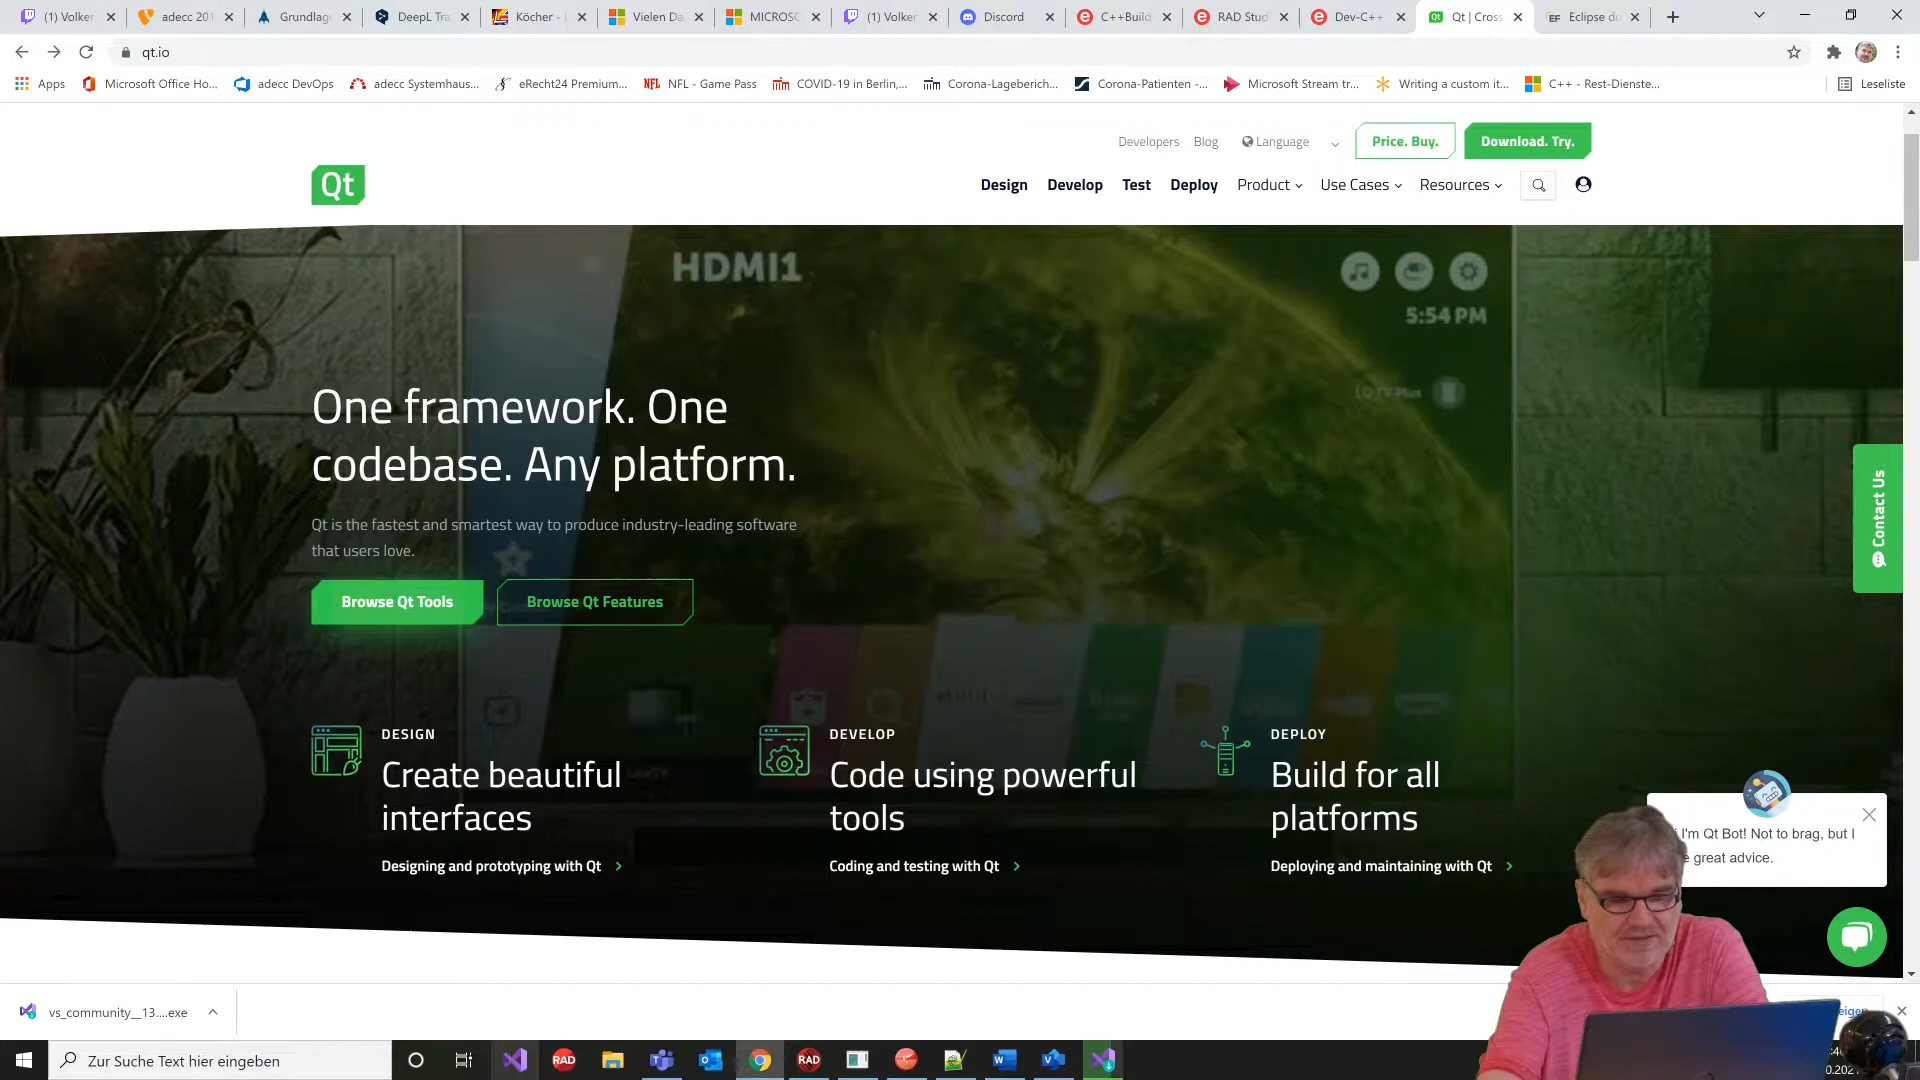 (1) Volker
adecc 201
Grundlag
DeepL Tra
Köcher - L
Vielen Da
MICROSO
(1) Volker
Discord
C++Build
RAD Stud
Dev-C++
Qt | Cross
Eclipse do
qt.io
Apps
Microsoft Office Ho...
adecc DevOps
adecc Systemhaus...
eRecht24 Premium...
NFL - Game Pass
COVID-19 in Berlin,...
Corona-Lageberich...
Corona-Patienten -...
Microsoft Stream tr...
Writing a custom it...
C++ - Rest-Dienste...
Leseliste
Developers
Blog
Language
Price. Buy.
Download. Try.
Qt
Design
Develop
Test
Deploy
Product
Use Cases
Resources
HDMI1
5:54 PM
One framework. One
codebase. Any platform.
Qt is the fastest and smartest way to produce industry-leading software
that users love.
Browse Qt Tools
Browse Qt Features
Contact Us
DESIGN
Create beautiful
interfaces
Designing and prototyping with Qt
DEVELOP
Code using powerful
tools
Coding and testing with Qt
DEPLOY
Build for all
platforms
Deploying and maintaining with Qt
I'm Qt Bot! Not to brag, but I
great advice.
vs_community__13....exe
Zur Suche Text hier eingeben
RAD
RAD